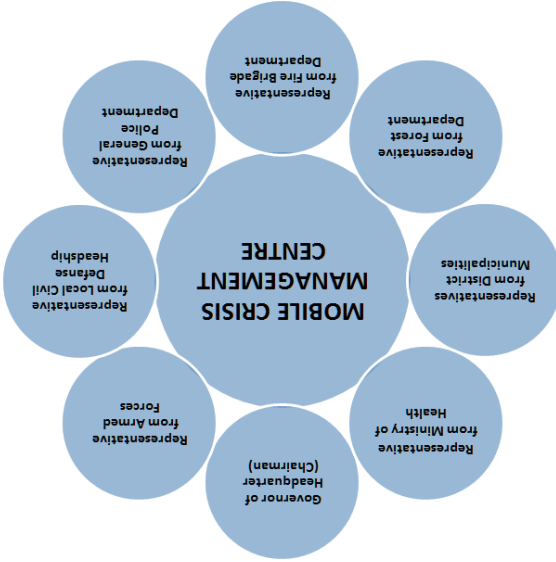 Governor of
Headquarter
(Chairman)
Representative
from Ministry of
Health
Representative
from Armed
Forces
Representatives
from District
Municipalities
MOBILE CRISIS
MANAGEMENT
CENTRE
Representative
from Local Civil
Defanse
Headship
Representative
from Forest
Department
Representative
from General
Police
Department
Representative
from Fire Brigade
Department